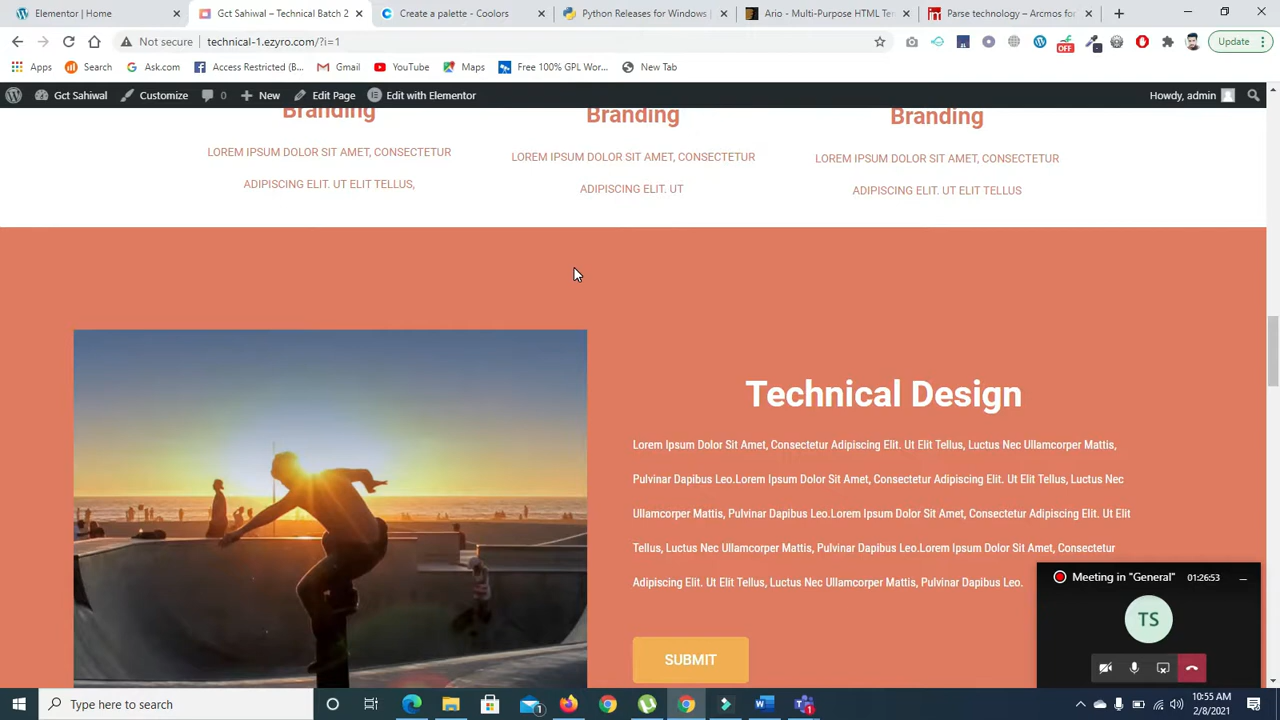 Home
Gct Sahiwal - Technical Batch
Create a palette - Colors
Python Releases for Windows
Ario - Multi-Purpose HTML Te
Parse technology – Arcmos for
Not secure
technical-1.ezyro.com/?i=1
Update
Apps
Search
Ask.com
Access Restricted (B...
Gmail
YouTube
Maps
Free 100% GPL Wo...
New Tab
Gct Sahiwal
Customize
0
New
Edit Page
Edit with Elementor
Howdy, admin
Branding
Branding
Branding
LOREM IPSUM DOLOR SIT AMET, CONSECTETUR
ADIPISCING ELIT. UT ELIT TELLUS,
LOREM IPSUM DOLOR SIT AMET, CONSECTETUR
ADIPISCING ELIT. UT
LOREM IPSUM DOLOR SIT AMET, CONSECTETUR
ADIPISCING ELIT. UT ELIT TELLUS
Technical Design
Lorem Ipsum Dolor Sit Amet, Consectetur Adipiscing Elit. Ut Elit Tellus, Luctus Nec Ullamcorper Mattis,
Pulvinar Dapibus Leo.Lorem Ipsum Dolor Sit Amet, Consectetur Adipiscing Elit. Ut Elit Tellus, Luctus Nec
Ullamcorper Mattis, Pulvinar Dapibus Leo.Lorem Ipsum Dolor Sit Amet, Consectetur Adipiscing Elit. Ut Elit
Tellus, Luctus Nec Ullamcorper Mattis, Pulvinar Dapibus Leo.Lorem Ipsum Dolor Sit Amet, Consectetur
Adipiscing Elit. Ut Elit Tellus, Luctus Nec Ullamcorper Mattis, Pulvinar Dapibus Leo.
SUBMIT
Meeting in "General"
01:26:53
TS
Type here to search
10:55 AM
2/8/2021